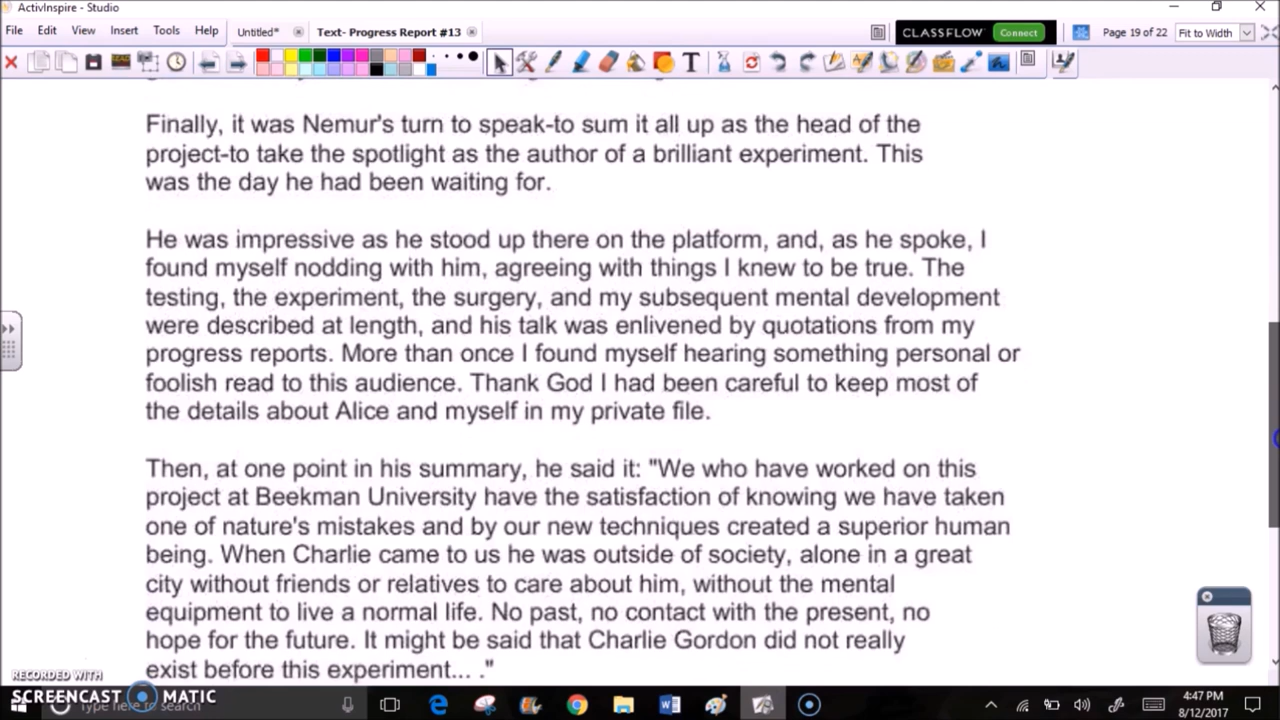 ActivInspire - Studio
File Edit View Insert Tools Help Untitled* Text- Progress Report #13 CLASSFLOW Connect Page 19 of 22 Fit to Width
Finally, it was Nemur's turn to speak-to sum it all up as the head of the
project-to take the spotlight as the author of a brilliant experiment. This
was the day he had been waiting for.
He was impressive as he stood up there on the platform, and, as he spoke, I
found myself nodding with him, agreeing with things I knew to be true. The
testing, the experiment, the surgery, and my subsequent mental development
were described at length, and his talk was enlivened by quotations from my
progress reports. More than once I found myself hearing something personal or
foolish read to this audience. Thank God I had been careful to keep most of
the details about Alice and myself in my private file.
Then, at one point in his summary, he said it: "We who have worked on this
project at Beekman University have the satisfaction of knowing we have taken
one of nature's mistakes and by our new techniques created a superior human
being. When Charlie came to us he was outside of society, alone in a great
city without friends or relatives to care about him, without the mental
equipment to live a normal life. No past, no contact with the present, no
hope for the future. It might be said that Charlie Gordon did not really
exist before this experiment... ."
RECORDED WITH
SCREENCAST MATIC
Type here to search
4:47 PM
8/12/2017